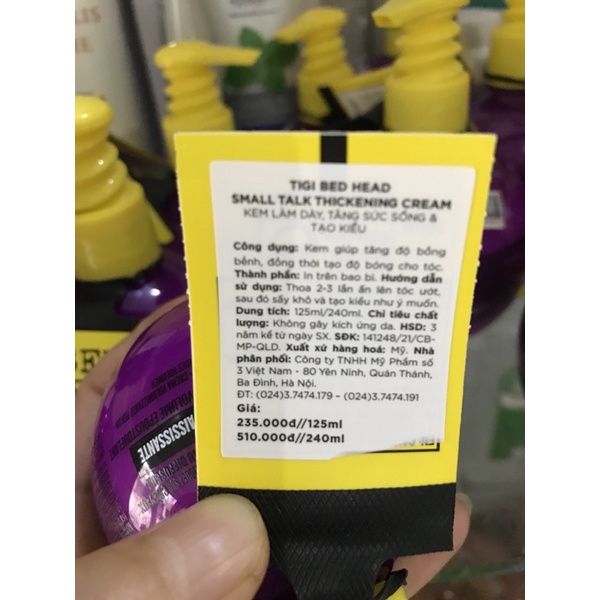 TIGI BED HEAD
SMALL TALK THICKENING CREAM
KEM LÀM DÀY, TĂNG SỨC SỐNG &
TẠO KIỂU
Công dụng: Kem giúp tăng độ bồng
bềnh, đồng thời tạo độ bóng cho tóc.
Thành phần: In trên bao bì. Hướng dẫn
sử dụng: Thoa 2-3 lần ấn lên tóc ướt,
sau đó sấy khô và tạo kiểu như ý muốn.
Dung tích: 125ml/240ml. Chỉ tiêu chất
lượng: Không gây kích ứng da. HSD: 3
năm kể từ ngày SX. SĐK: 141248/21/CB-
MP-QLD. Xuất xứ hàng hoá: Mỹ. Nhà
phân phối: Công ty TNHH Mỹ Phẩm số
3 Việt Nam - 80 Yên Ninh, Quán Thánh,
Ba Đình, Hà Nội.
ĐT: (024)3.7474.179 – (024)3.7474.191
Giá:
235.000đ//125ml
510.000đ//240ml
AISSISSANTE